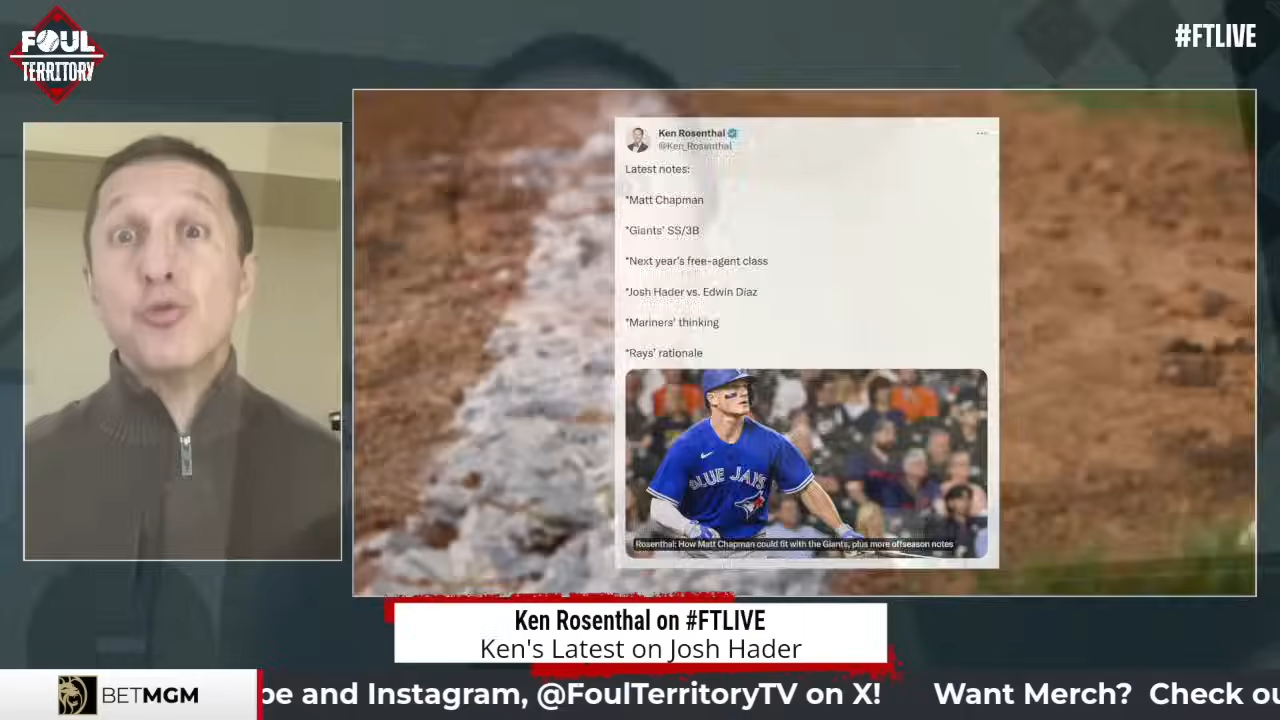 FOUL
TERRITORY
#FTLIVE
Ken Rosenthal
@Ken_Rosenthal
Latest notes:
*Matt Chapman
*Giants' SS/3B
*Next year's free-agent class
*Josh Hader vs. Edwin Díaz
*Mariners' thinking
*Rays' rationale
BLUE JAYS
Rosenthal: How Matt Chapman could fit with the Giants, plus more offseason notes
Ken Rosenthal on #FTLIVE
Ken's Latest on Josh Hader
BETMGM
be and Instagram, @FoulTerritoryTV on X! Want Merch? Check ou